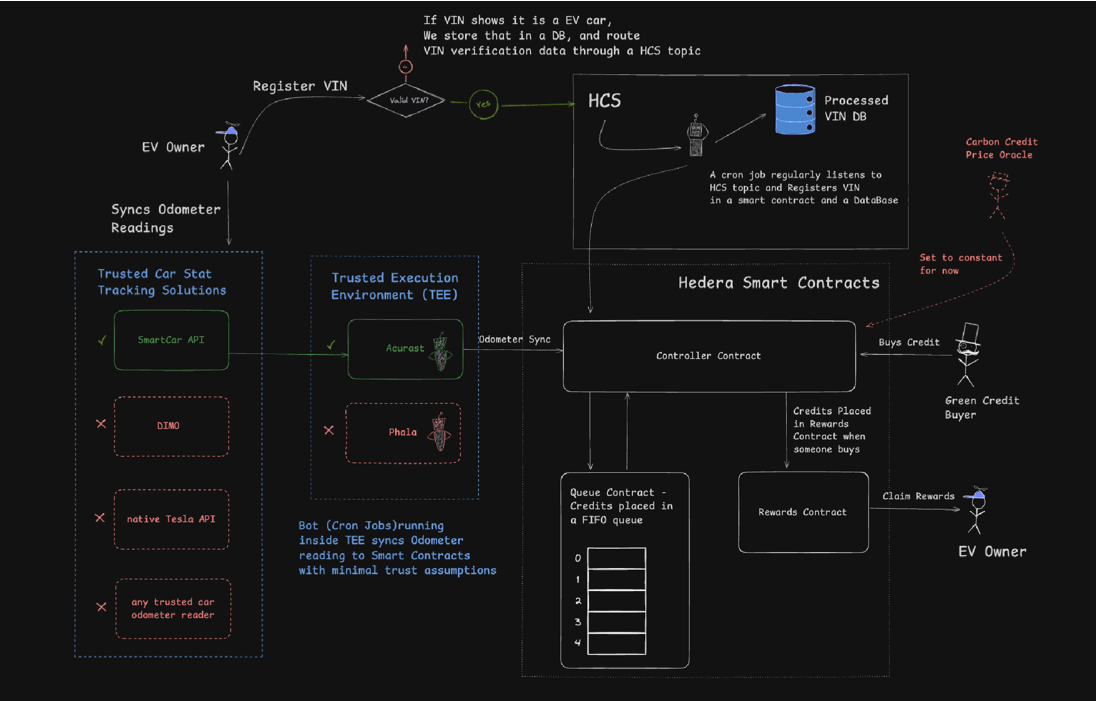 If VIN shows it is a EV car,
We store that in a DB, and route
VIN verification data through a HCS topic
Register VIN
Valid VIN?
yes
HCS
Processed
VIN DB
A cron job regularly listens to
HCS topic and Registers VIN
in a smart contract and a DataBase
Carbon Credit
Price Oracle
Set to constant
for now
EV Owner
Syncs Odometer
Readings
Trusted Car Stat
Tracking Solutions
SmartCar API
DIMO
native Tesla API
any trusted car
odometer reader
Trusted Execution
Environment (TEE)
Acurast
Phala
Bot (Cron Jobs)running
inside TEE syncs Odometer
reading to Smart Contracts
with minimal trust assumptions
Odometer Sync
Hedera Smart Contracts
Controller Contract
Buys Credit
Green Credit
Buyer
Credits Placed
in Rewards
Contract when
someone buys
Queue Contract -
Credits placed in
a FIFO queue
0
1
2
3
4
Rewards Contract
Claim Rewards
EV Owner